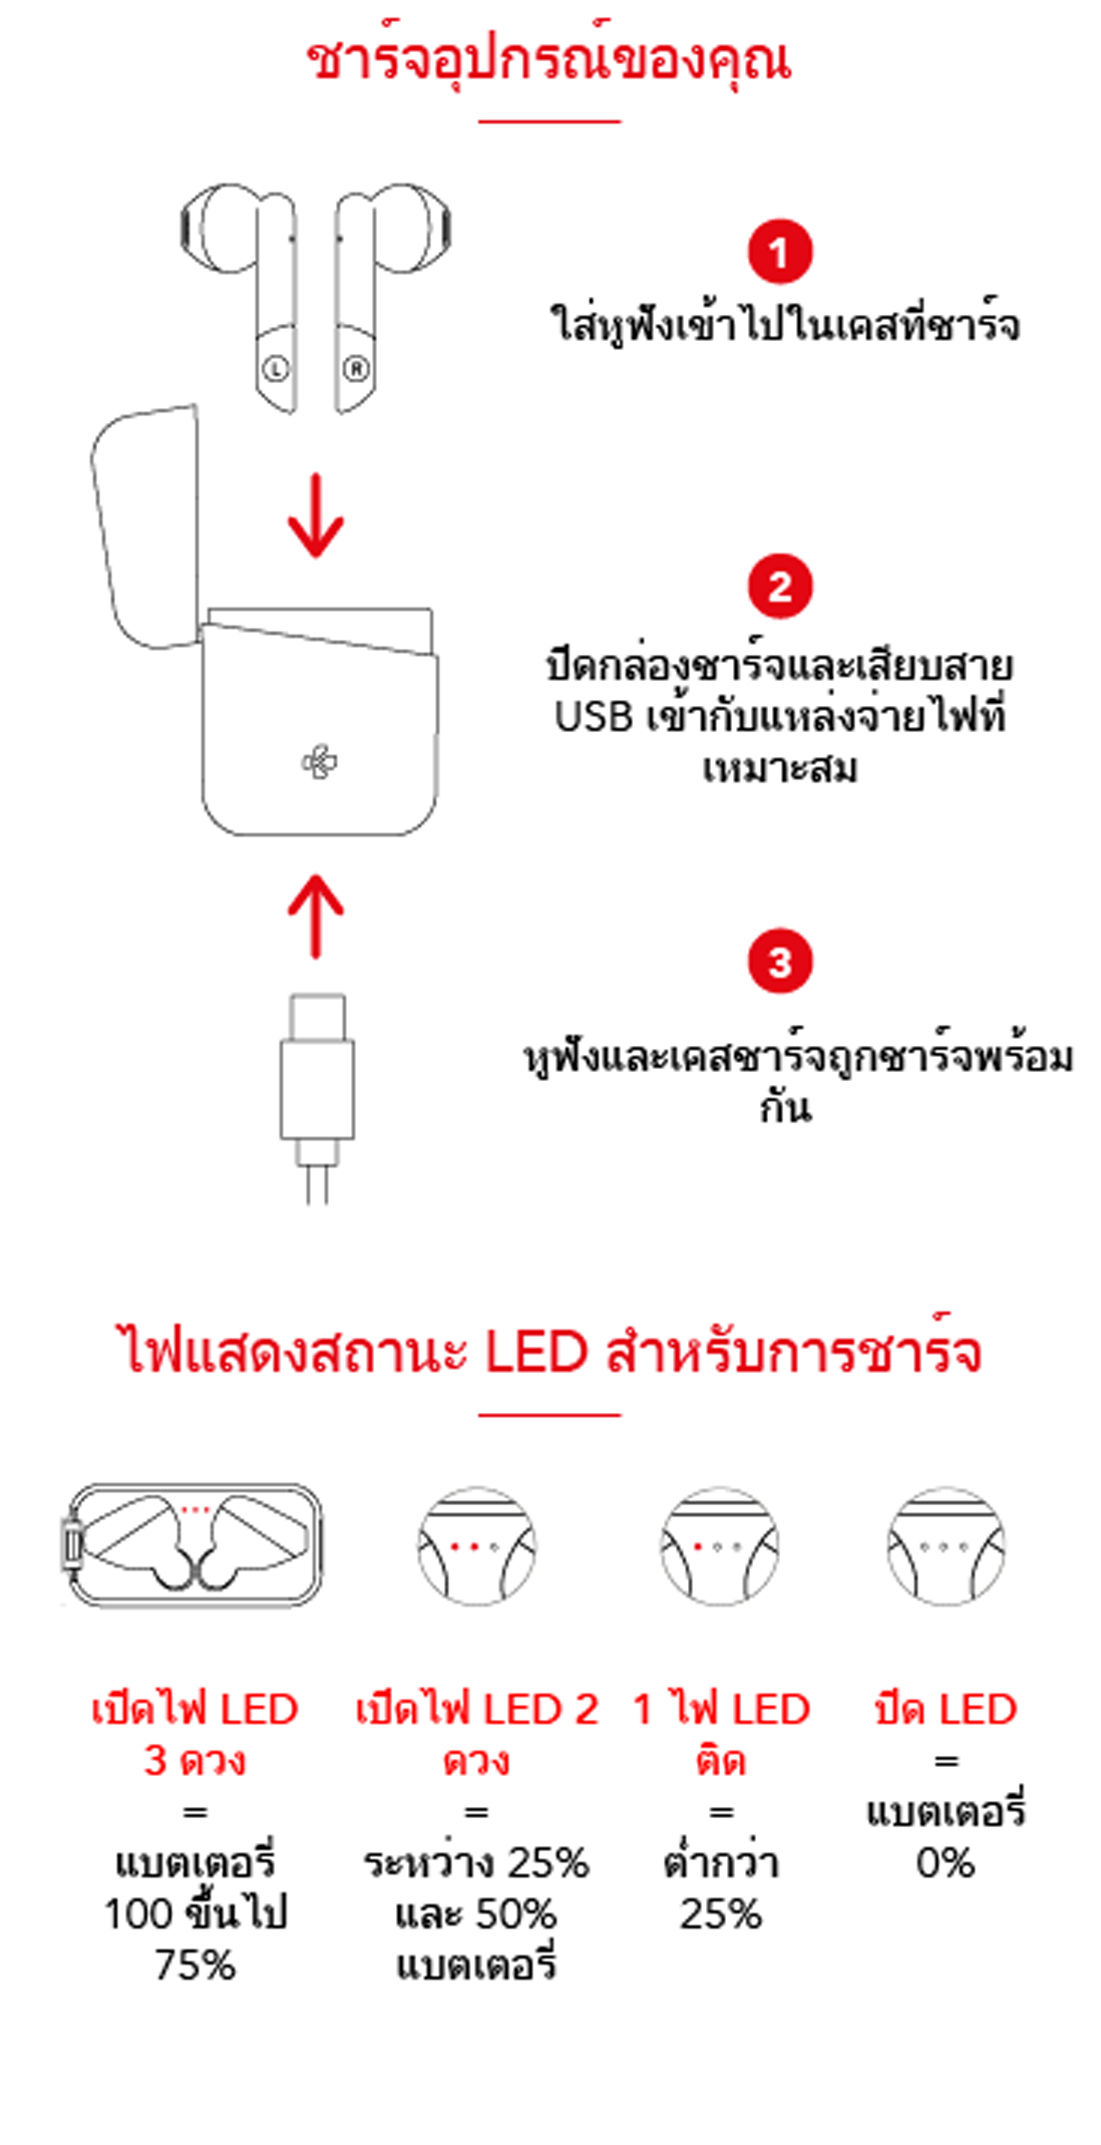 ชาร์จอุปกรณ์ของคุณ
L
R
1
ใส่หูฟังเข้าไปในเคสที่ชาร์จ
2
ปิดกล่องชาร์จและเสียบสาย
USB เข้ากับแหล่งจ่ายไฟที่
เหมาะสม
3
หูฟังและเคสชาร์จถูกชาร์จพร้อม
กัน
ไฟแสดงสถานะ LED สำหรับการชาร์จ
เปิดไฟ LED
3 ดวง
=
แบตเตอรี่
100 ขึ้นไป
75%
เปิดไฟ LED 2
ดวง
=
ระหว่าง 25%
และ 50%
แบตเตอรี่
1 ไฟ LED
ติด
=
ต่ำกว่า
25%
ปิด LED
=
แบตเตอรี่
0%